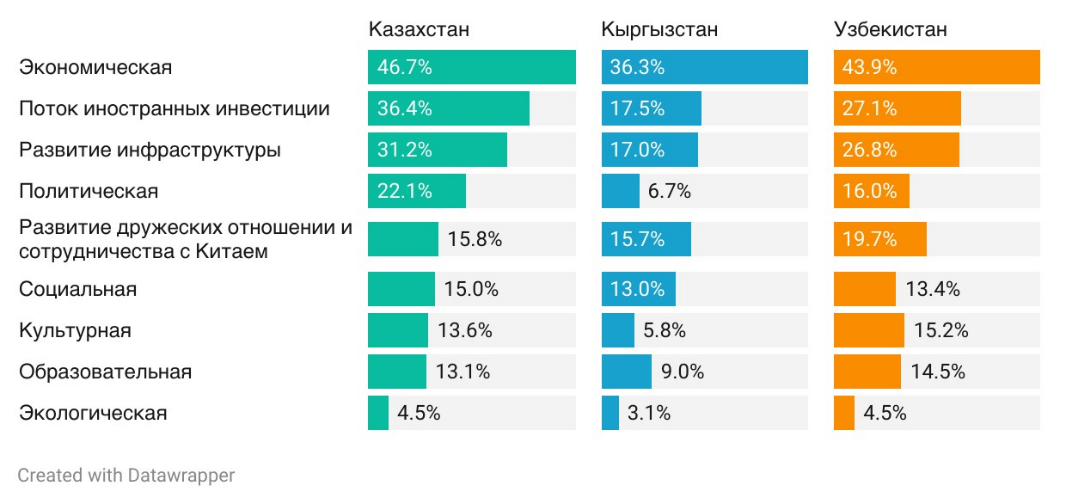 Казахстан Кыргызстан Узбекистан
Экономическая 46.7% 36.3% 43.9%
Поток иностранных инвестиции 36.4% 17.5% 27.1%
Развитие инфраструктуры 31.2% 17.0% 26.8%
Политическая 22.1% 6.7% 16.0%
Развитие дружеских отношении и
сотрудничества с Китаем 15.8% 15.7% 19.7%
Социальная 15.0% 13.0% 13.4%
Культурная 13.6% 5.8% 15.2%
Образовательная 13.1% 9.0% 14.5%
Экологическая 4.5% 3.1% 4.5%
Created with Datawrapper